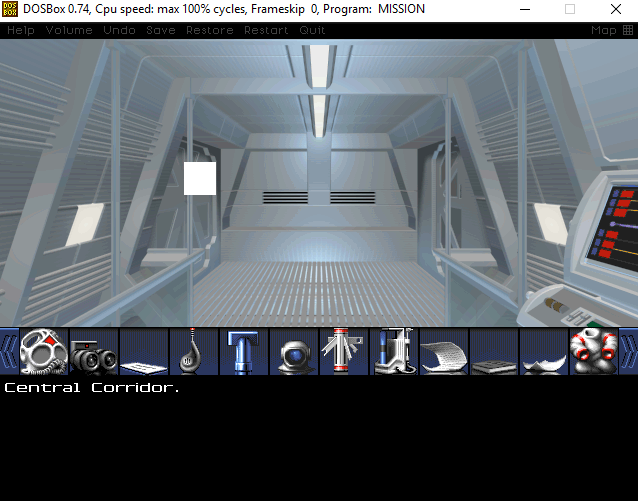 DOSBox 0.74, Cpu speed: max 100% cycles, Frameskip 0, Program: MISSION
Help Volume Undo Save Restore Restart Quit Map
Central Corridor.